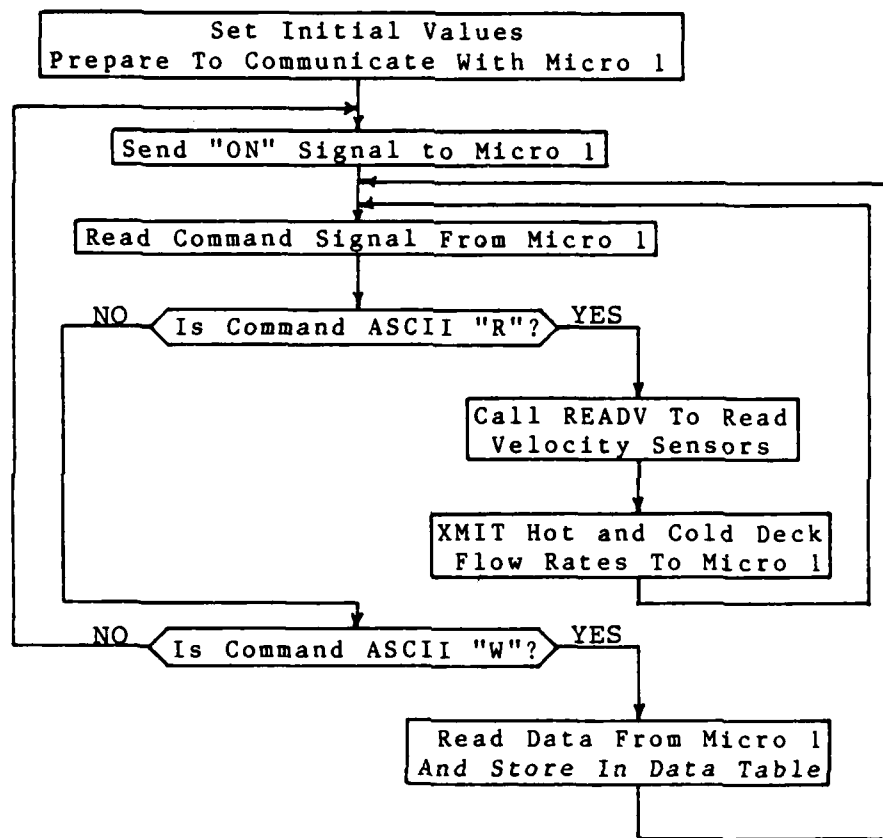 Set Initial Values
Prepare To Communicate With Micro 1
Send "ON" Signal to Micro 1
Read Command Signal From Micro 1
NO
Is Command ASCII "R"?
YES
Call READV To Read
Velocity Sensors
XMIT Hot and Cold Deck
Flow Rates To Micro 1
NO
Is Command ASCII "W"?
YES
Read Data From Micro 1
And Store In Data Table